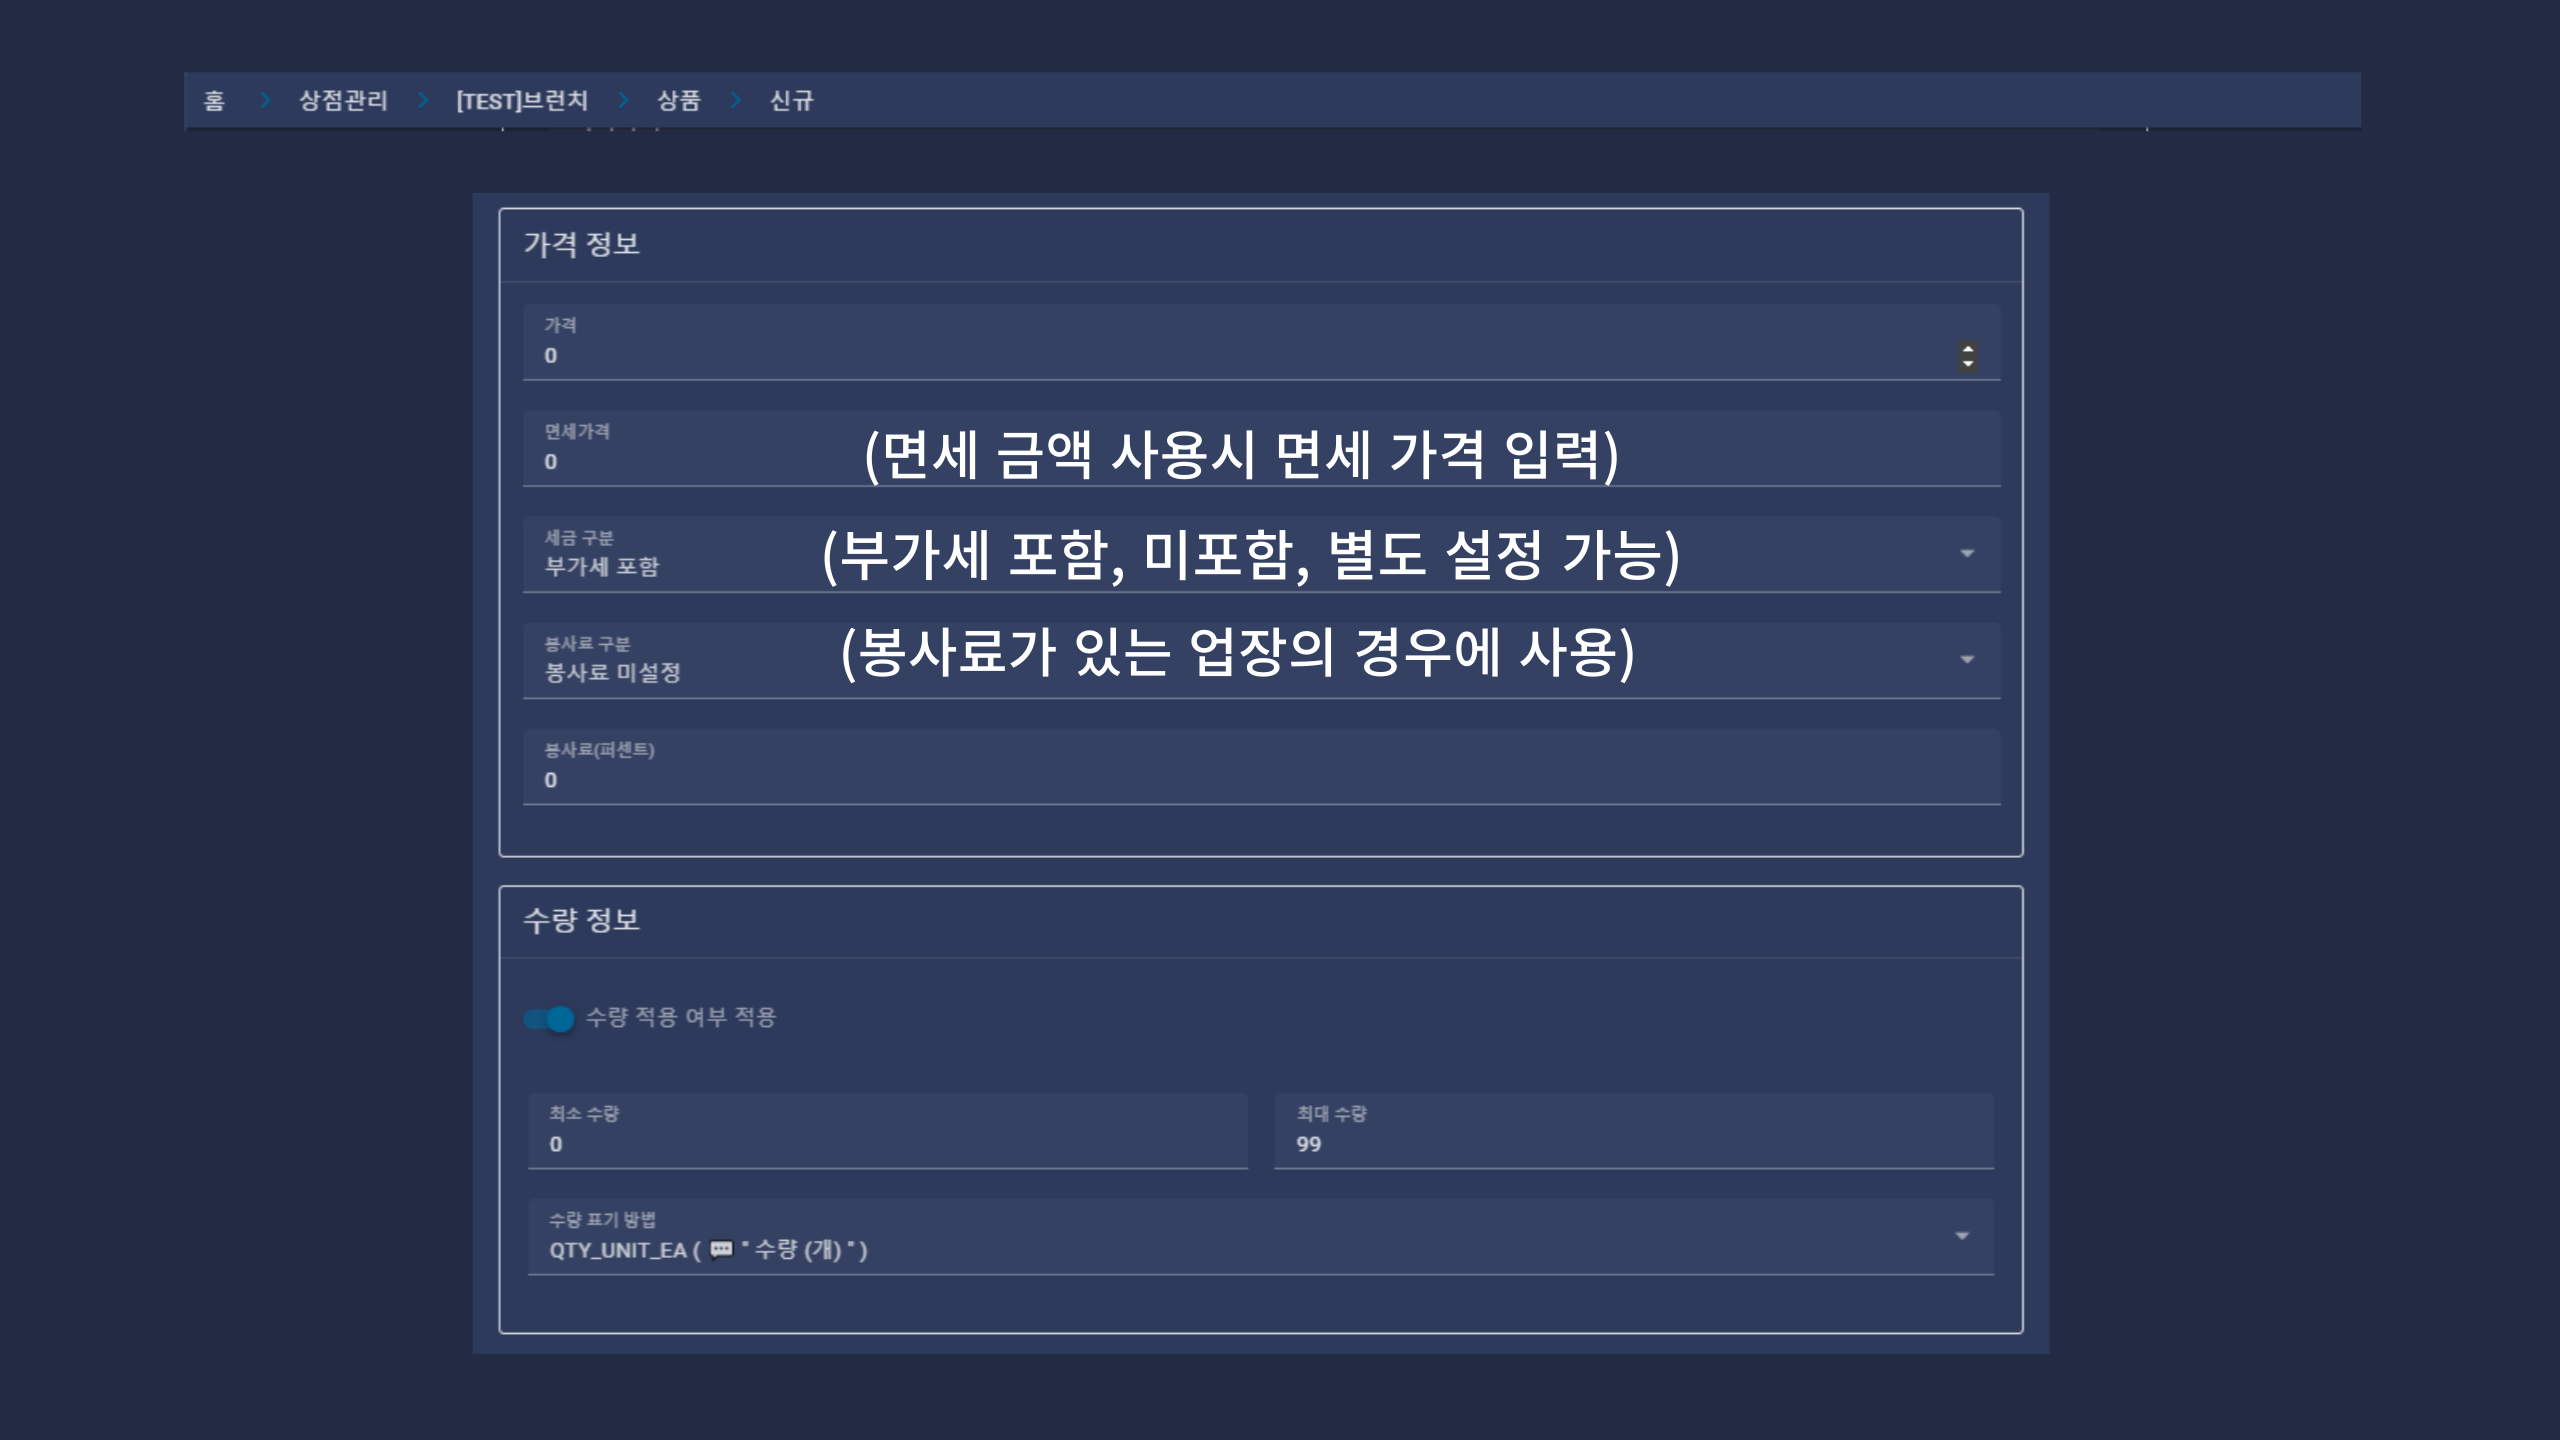 홈 > 상점관리 > [TEST]브런치 > 상품 > 신규
가격 정보
가격
0
면세가격
0
(면세 금액 사용시 면세 가격 입력)
세금 구분
부가세 포함
(부가세 포함, 미포함, 별도 설정 가능)
봉사료 구분
봉사료 미설정
(봉사료가 있는 업장의 경우에 사용)
봉사료(퍼센트)
0
수량 정보
수량 적용 여부 적용
최소 수량
0
최대 수량
99
수량 표기 방법
QTY_UNIT_EA ( 💬 " 수량 (개) " )